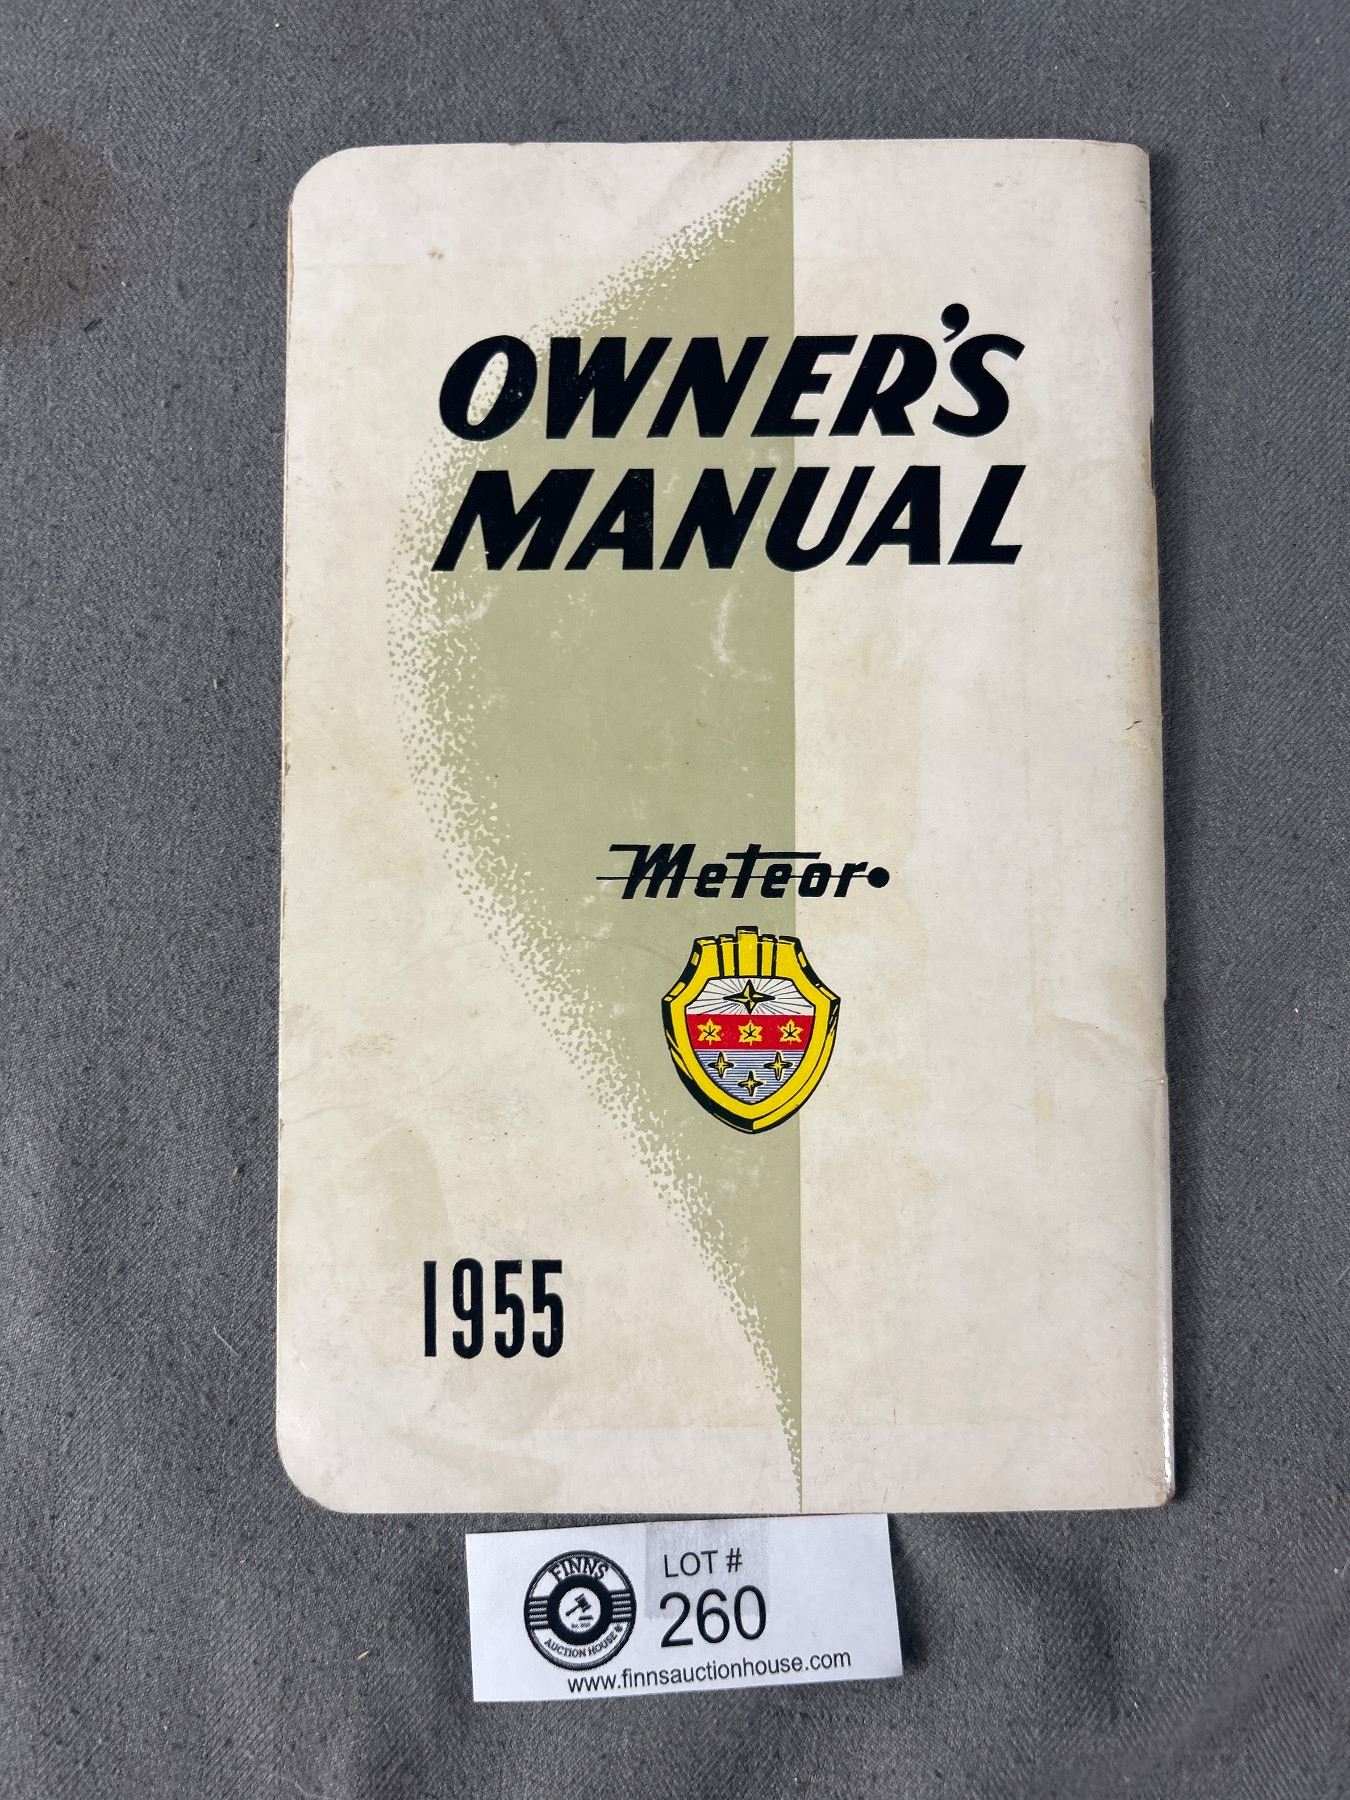 OWNER'S
MANUAL
Meteor
1955
FINNS
AUCTION HOUSE
LOT #
260
www.finnsauctionhouse.com